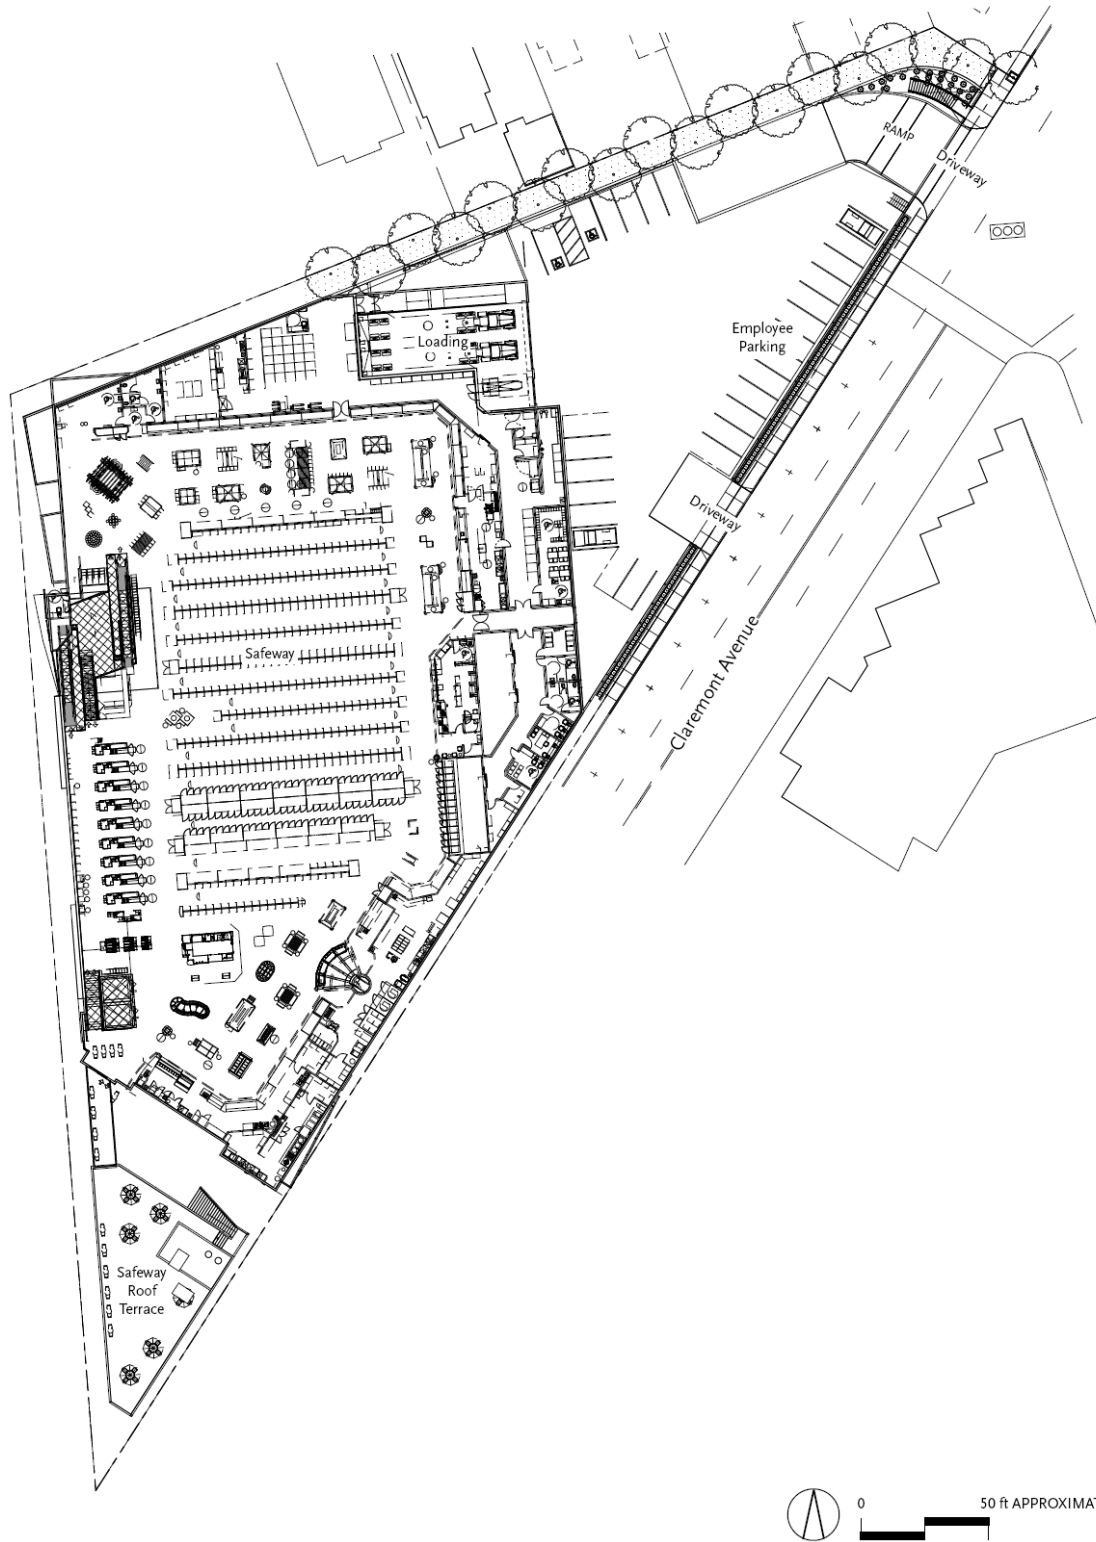 RAMP
Driveway
Loading
Employee
Parking
Driveway
Safeway
Claremont Avenue
Safeway
Roof
Terrace
0
50 ft APPROXIMAT